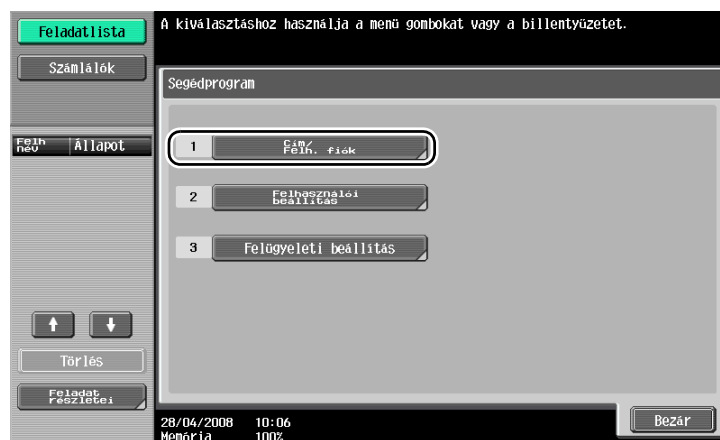 Feladatlista
Számlálók
Felh
név
Állapot
Törlés
Feladat
részletei
A kiválasztáshoz használja a menü gombokat vagy a billentyűzetet.
Segédprogram
1
Cím/
Felh. fiók
2
Felhasználói
beállítás
3
Felügyeleti beállítás
28/04/2008 10:06
Memória 100%
Bezár